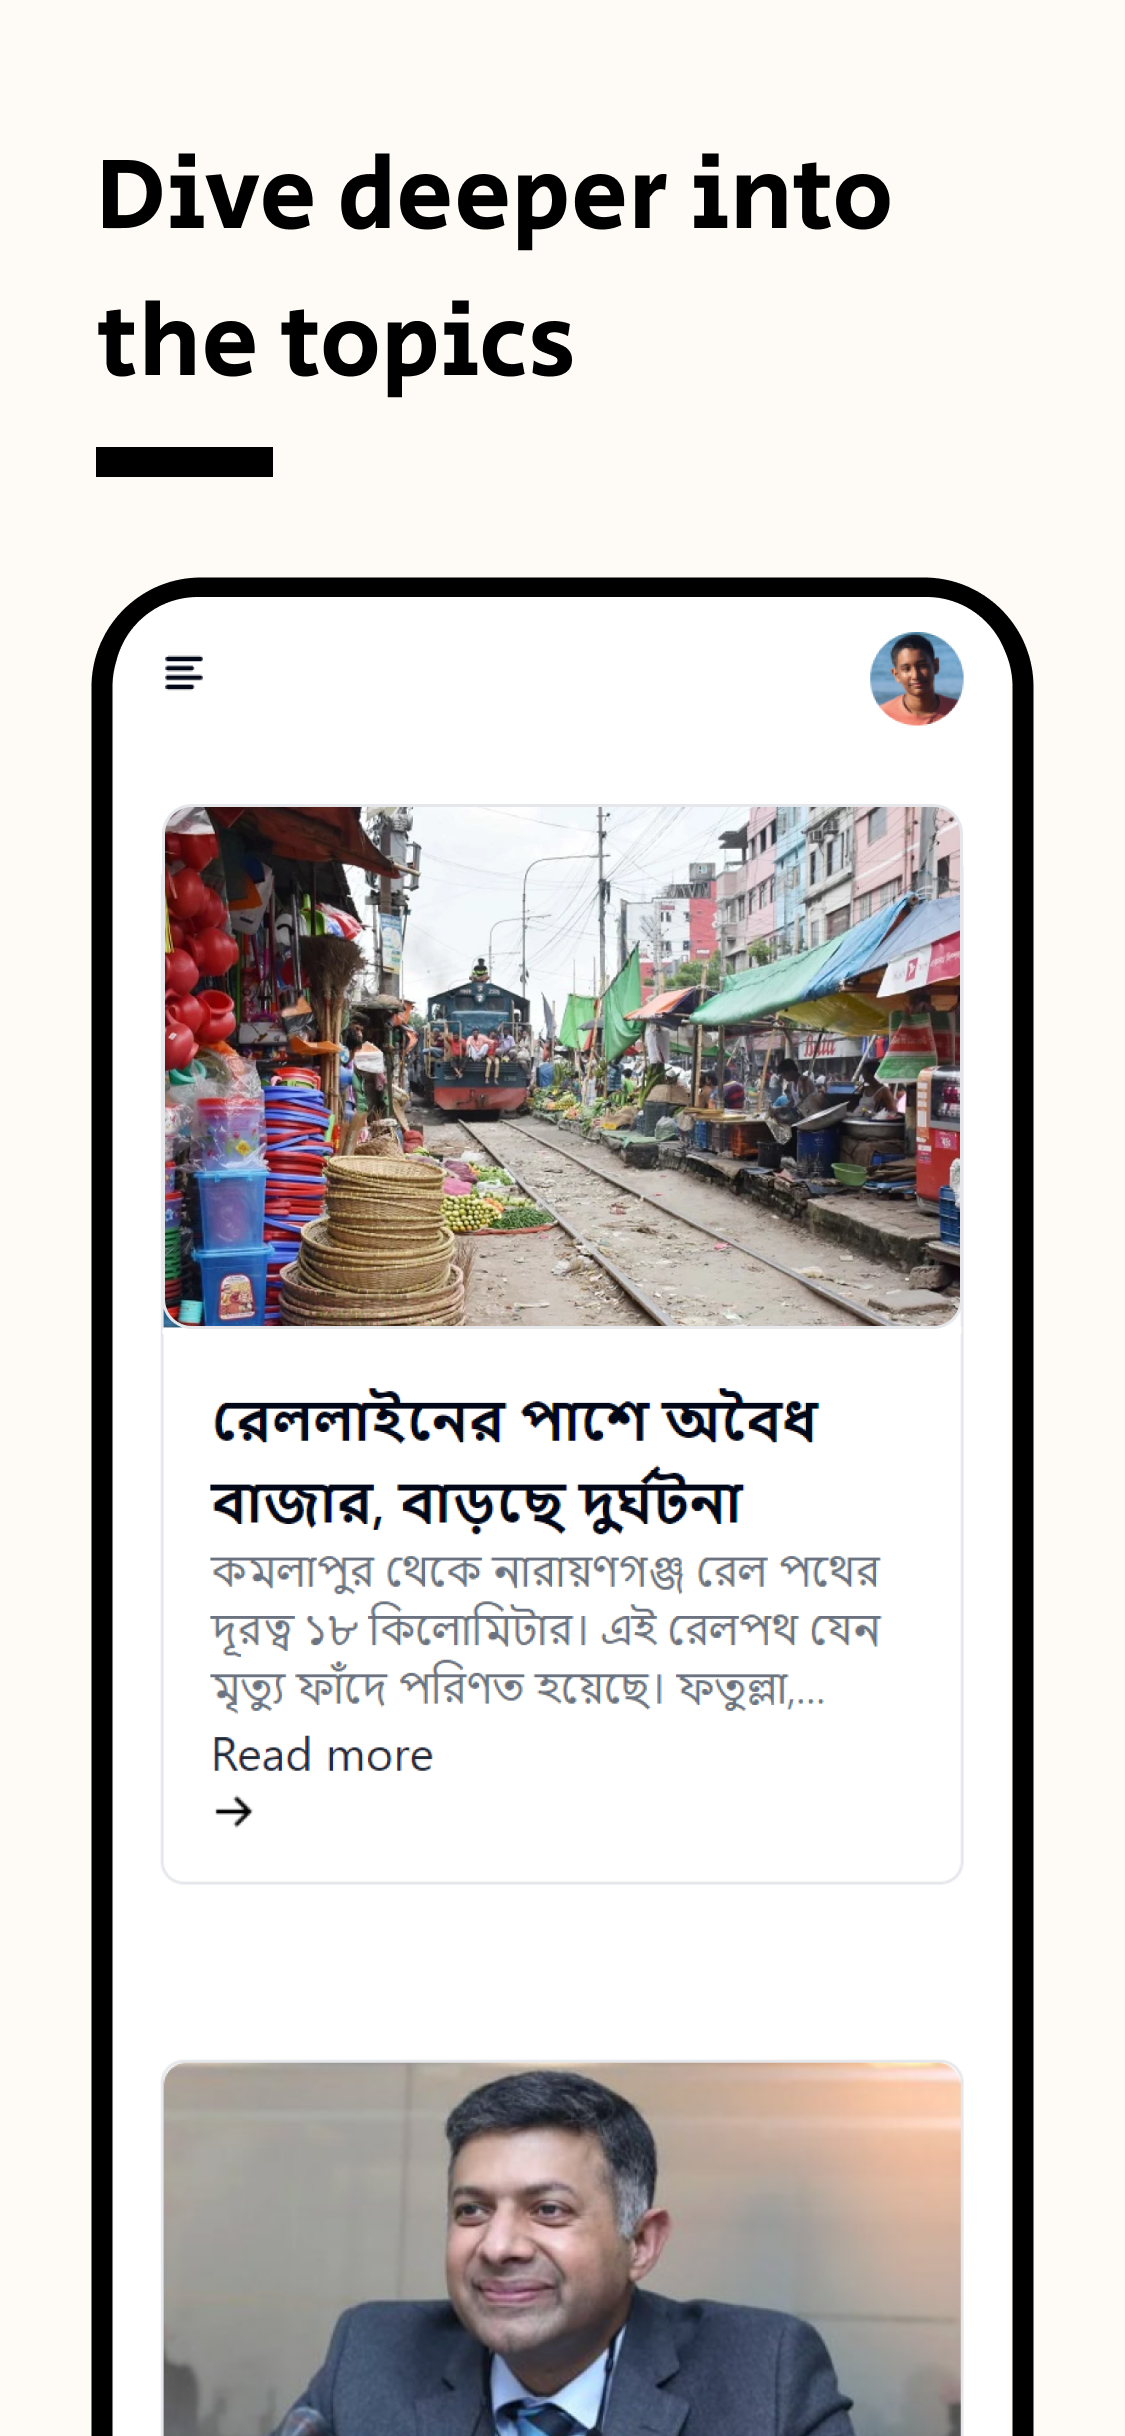 Dive deeper into
the topics
রেললাইনের পাশে অবৈধ
বাজার, বাড়ছে দুর্ঘটনা
কমলাপুর থেকে নারায়ণগঞ্জ রেল পথের
দূরত্ব ১৮ কিলোমিটার। এই রেলপথ যেন
মৃত্যু ফাঁদে পরিণত হয়েছে। ফতুল্লা,...
Read more